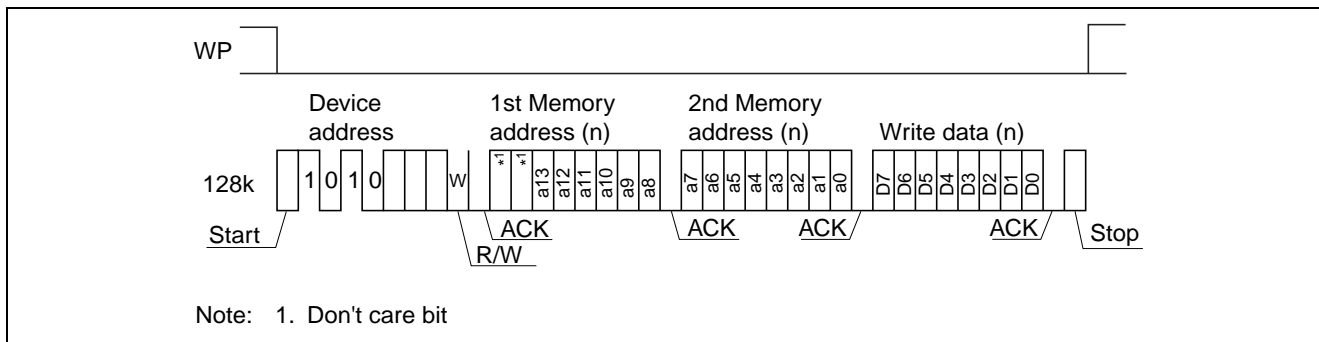 WP
Device address
1st Memory address (n)
2nd Memory address (n)
Write data (n)
128k
1 0 1 0 W *1 *1 a13 a12 a11 a10 a9 a8 a7 a6 a5 a4 a3 a2 a1 a0 D7 D6 D5 D4 D3 D2 D1 D0
Start
ACK
R/W
ACK
ACK
ACK
Stop
Note: 1. Don't care bit